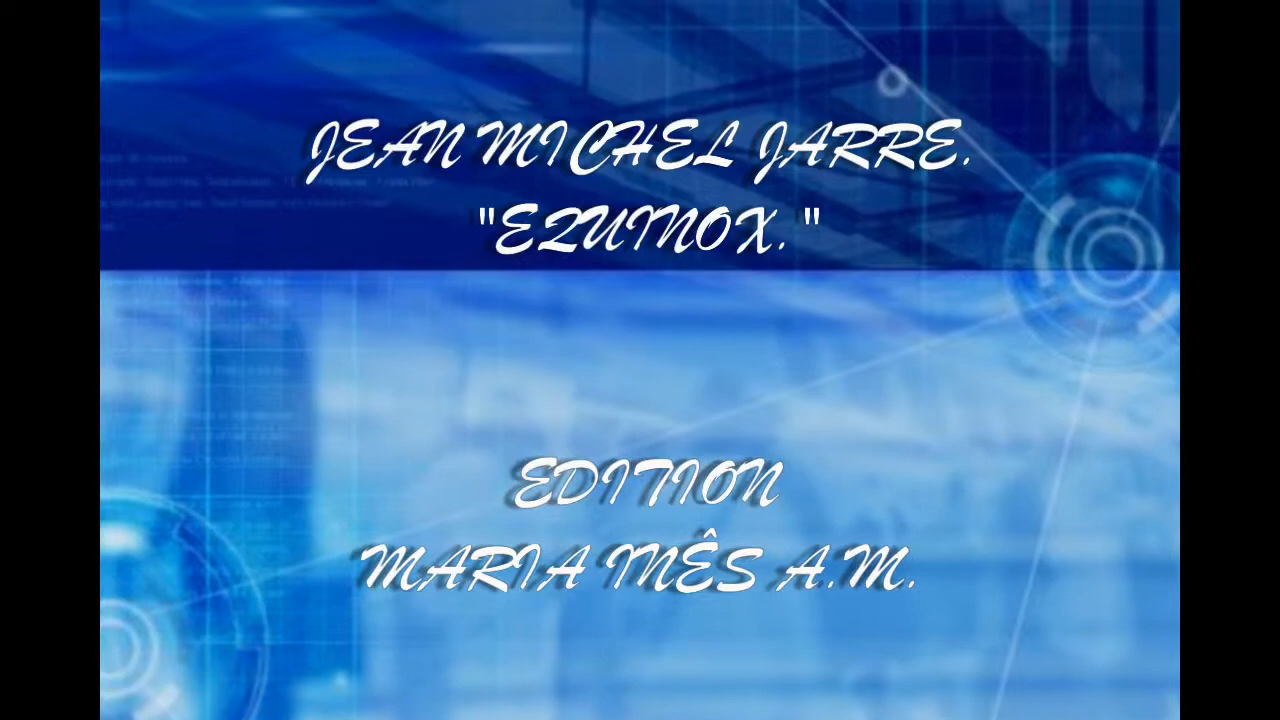 JEAN MICHEL JARRE.
"EQUINOX."
EDITION
MARIA INÊS A.M.